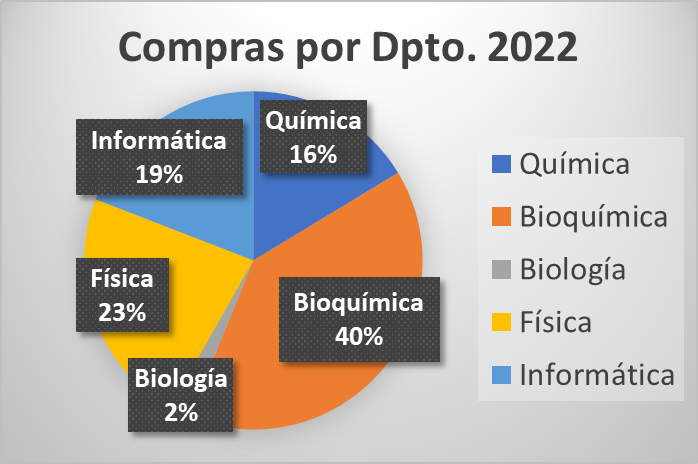 Compras por Dpto. 2022
Química
16%
Informática
19%
Física
23%
Bioquímica
40%
Biología
2%
Química
Bioquímica
Biología
Física
Informática